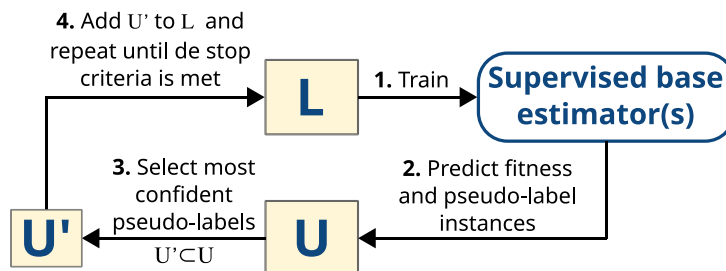 4. Add U' to L and
repeat until de stop
criteria is met
L
1. Train
Supervised base
estimator(s)
2. Predict fitness
and pseudo-label
instances
3. Select most
confident
pseudo-labels
U'⊂U
U'
U